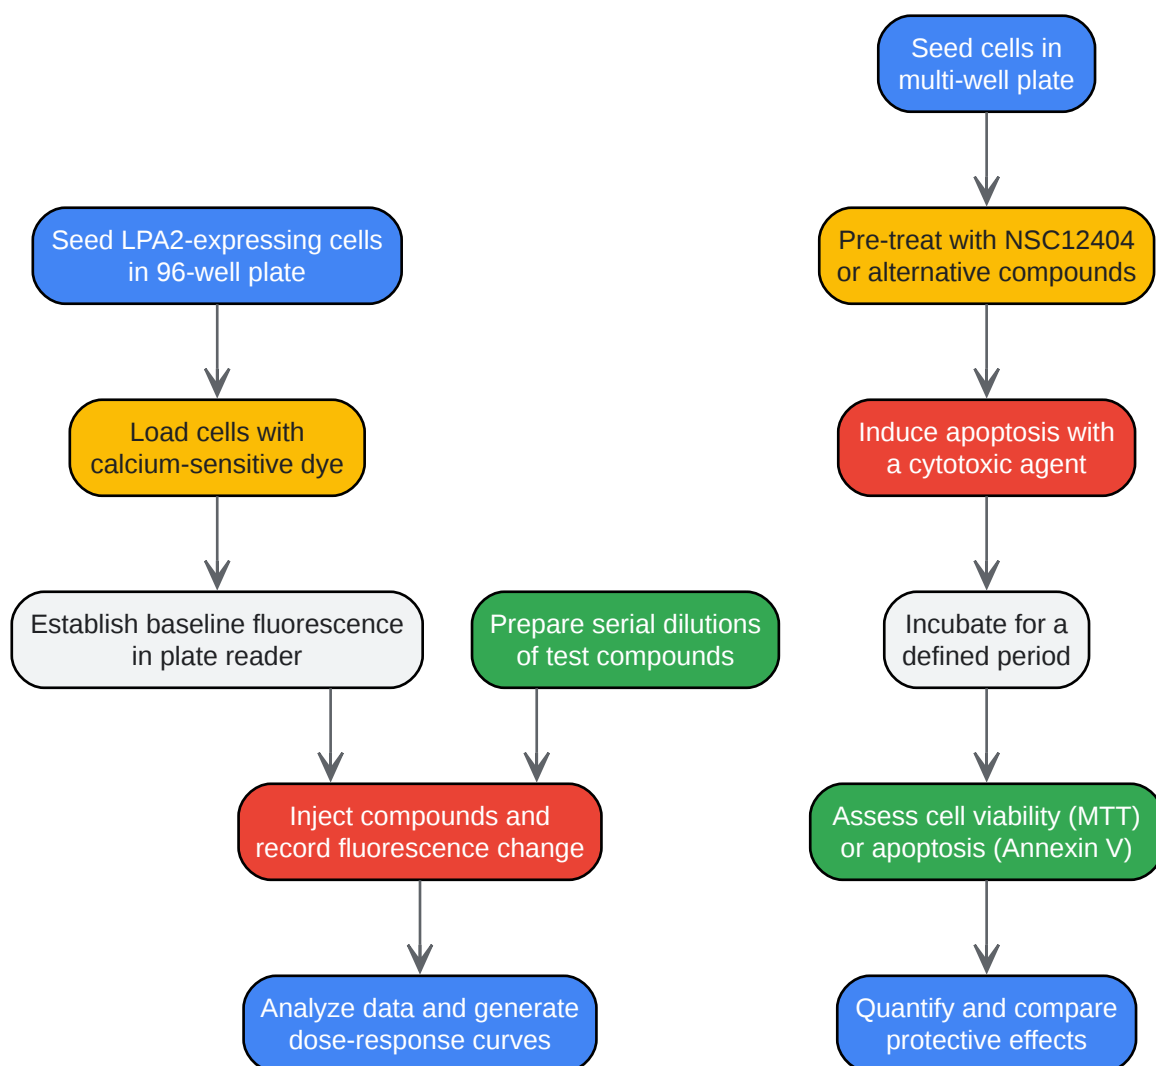 Seed LPA2-expressing cells
in 96-well plate
Load cells with
calcium-sensitive dye
Establish baseline fluorescence
in plate reader
Prepare serial dilutions
of test compounds
Inject compounds and
record fluorescence change
Analyze data and generate
dose-response curves
Seed cells in
multi-well plate
Pre-treat with NSC12404
or alternative compounds
Induce apoptosis with
a cytotoxic agent
Incubate for a
defined period
Assess cell viability (MTT)
or apoptosis (Annexin V)
Quantify and compare
protective effects